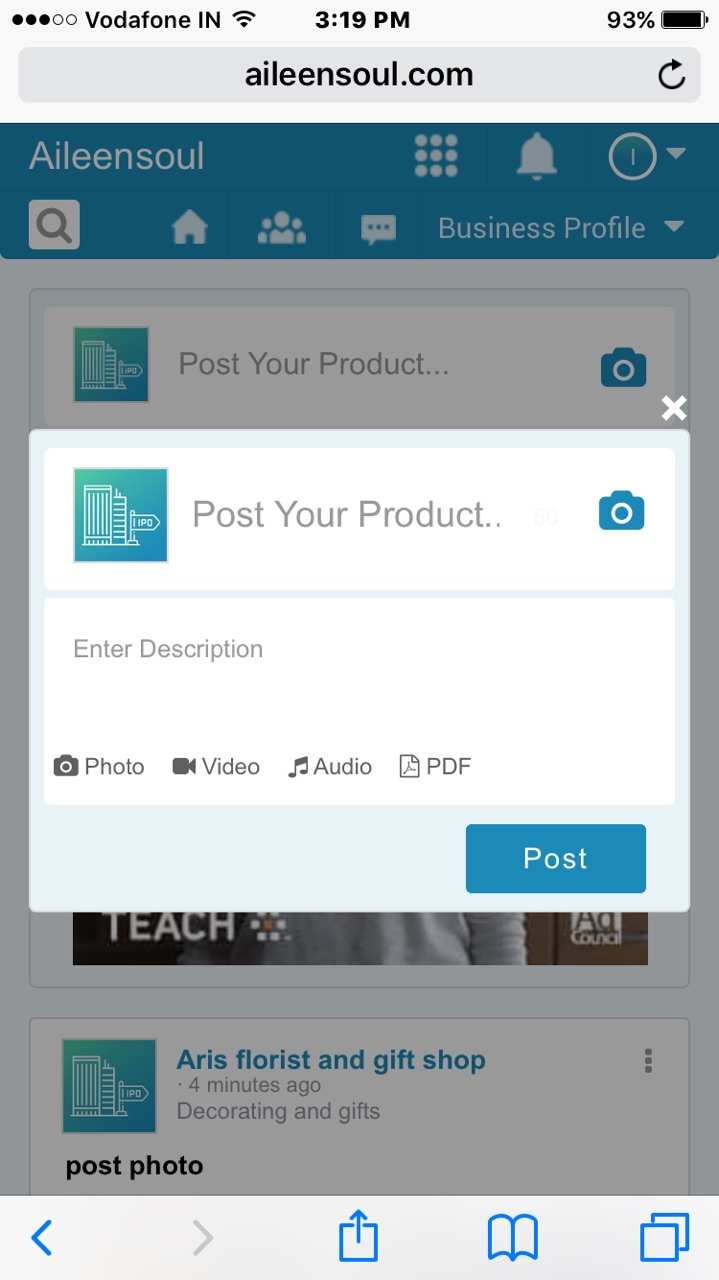 Vodafone IN 3:19 PM 93%
aileensoul.com
Aileensoul I
Business Profile
IPO Post Your Product...
IPO Post Your Product.. 50
Enter Description
Photo Video Audio PDF
Post
TEACH Ad
Council
Aris florist and gift shop
· 4 minutes ago
IPO
Decorating and gifts
post photo